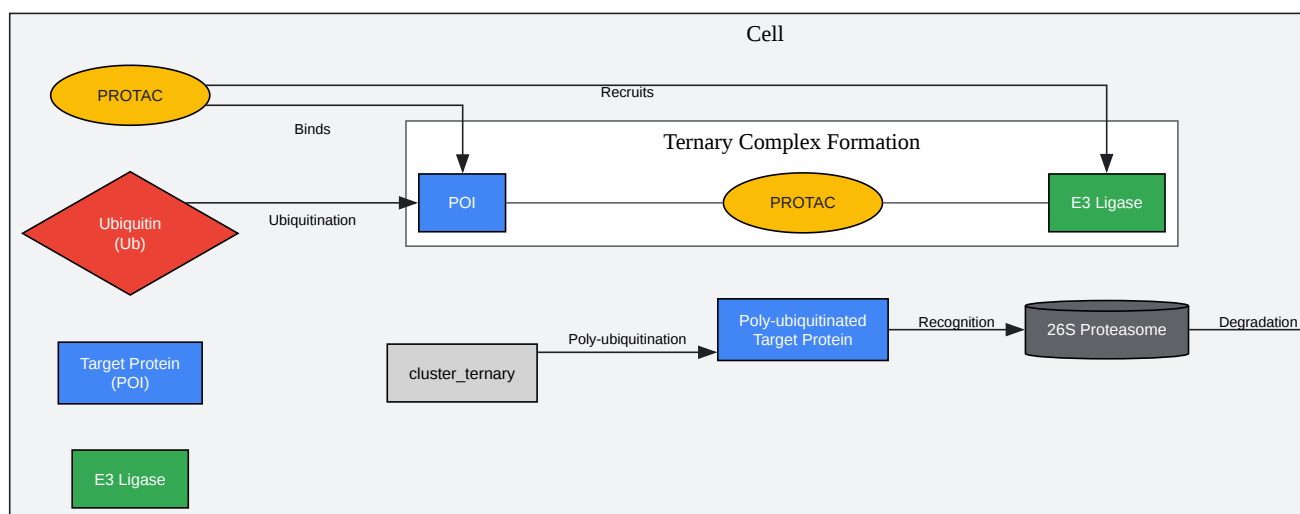 Cell
PROTAC
Recruits
Binds
Ternary Complex Formation
POI
PROTAC
E3 Ligase
Ubiquitin
(Ub)
Ubiquitination
Poly-ubiquitinated
Target Protein
Recognition
26S Proteasome
Degradation
Poly-ubiquitination
cluster_ternary
Target Protein
(POI)
E3 Ligase